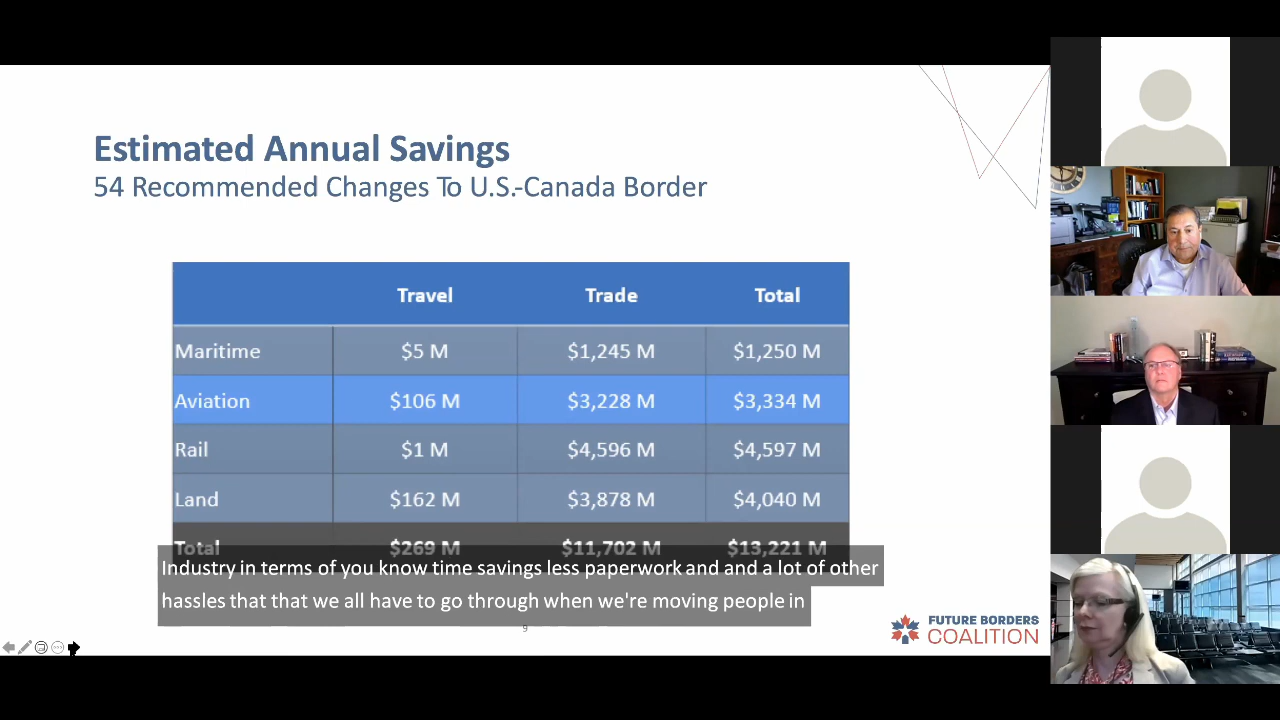 Estimated Annual Savings
54 Recommended Changes To U.S.-Canada Border
Travel Trade Total
Maritime $5 M $1,245 M $1,250 M
Aviation $106 M $3,228 M $3,334 M
Rail $1 M $4,596 M $4,597 M
Land $162 M $3,878 M $4,040 M
Total $269 M $11,702 M $13,221 M
Industry in terms of you know time savings less paperwork and and a lot of other
hassles that that we all have to go through when we're moving people in
9
FUTURE BORDERS
COALITION